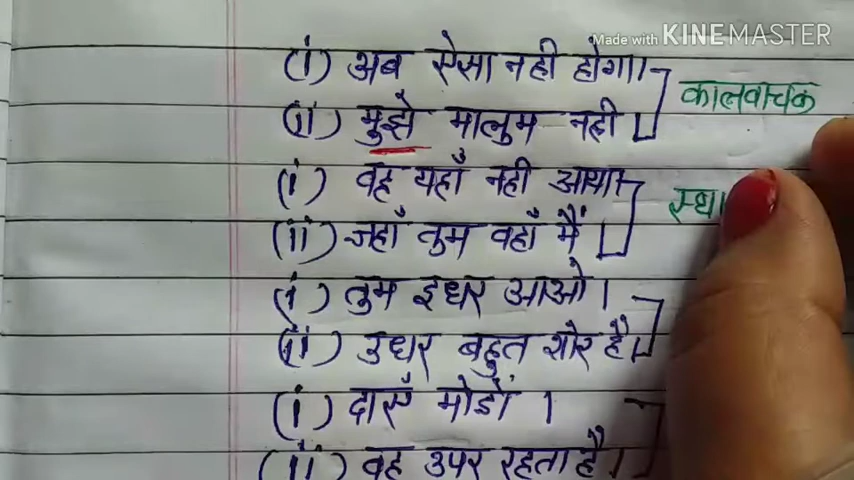 Made with KINEMASTER
(i) अब ऐसा नही होगा। कालवाचक
(ii) मुझे मालुम नही
(i) वह यहाँ नही आया स्था
(ii) जहाँ तुम वहाँ मैं
(i) तुम इधर आओ।
(ii) उधर बहुत शोर है।
(i) दाएँ मोडों ।
(ii) वह उपर रहता है।